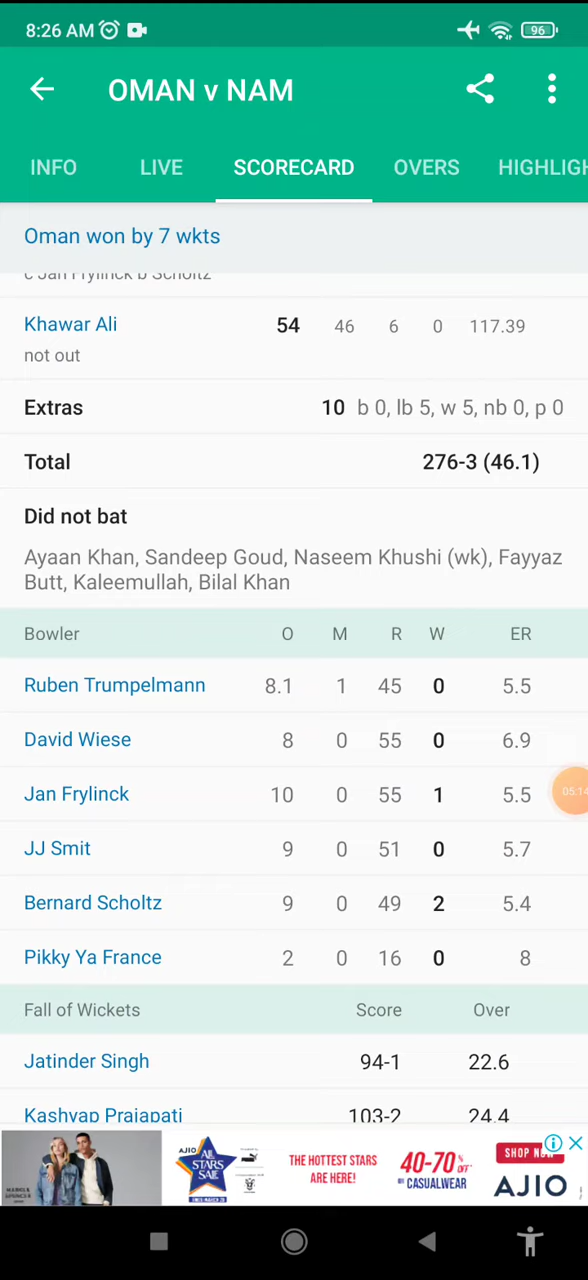 8:26 AM 96
OMAN v NAM
INFO LIVE SCORECARD OVERS HIGHLIGH
Oman won by 7 wkts
c Jan Frylinck b Scholtz
Khawar Ali 54 46 6 0 117.39
not out
Extras 10 b 0, lb 5, w 5, nb 0, p 0
Total 276-3 (46.1)
Did not bat
Ayaan Khan, Sandeep Goud, Naseem Khushi (wk), Fayyaz
Butt, Kaleemullah, Bilal Khan
Bowler O M R W ER
Ruben Trumpelmann 8.1 1 45 0 5.5
David Wiese 8 0 55 0 6.9
Jan Frylinck 10 0 55 1 5.5
05:14
JJ Smit 9 0 51 0 5.7
Bernard Scholtz 9 0 49 2 5.4
Pikky Ya France 2 0 16 0 8
Fall of Wickets Score Over
Jatinder Singh 94-1 22.6
Kashyap Prajapati 103-2 24.4
AJIO
ALL
STARS
SALE
THE HOTTEST STARS
ARE HERE!
40-70% OFF*
CASUALWEAR
SHOP NOW
AJIO